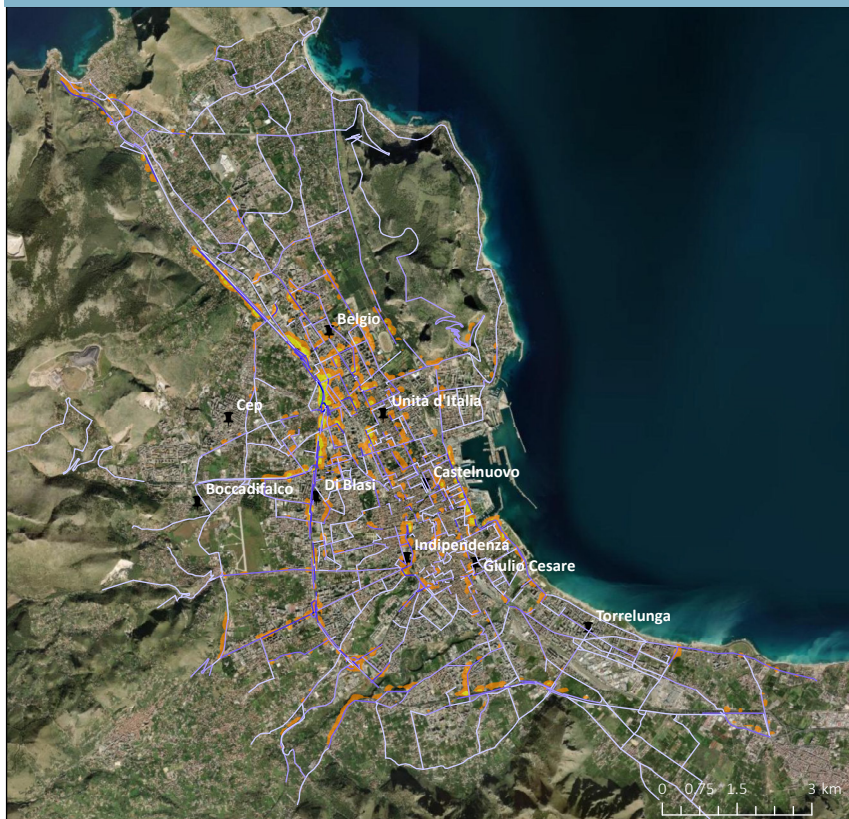 Belgio
Cep
Unità d'Italia
Castelnuovo
Boccadifalco
Di Blasi
Indipendenza
Giulio Cesare
Torrelunga
0 0.75 1.5 3 km